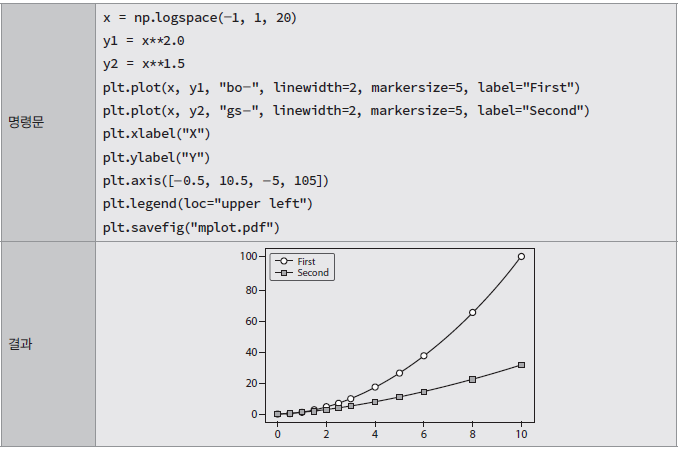 명령문
x = np.logspace(-1, 1, 20)
y1 = x**2.0
y2 = x**1.5
plt.plot(x, y1, "bo-", linewidth=2, markersize=5, label="First")
plt.plot(x, y2, "gs-", linewidth=2, markersize=5, label="Second")
plt.xlabel("X")
plt.ylabel("Y")
plt.axis([-0.5, 10.5, -5, 105])
plt.legend(loc="upper left")
plt.savefig("mplot.pdf")
결과
First
Second
100
80
60
40
20
0
0 2 4 6 8 10